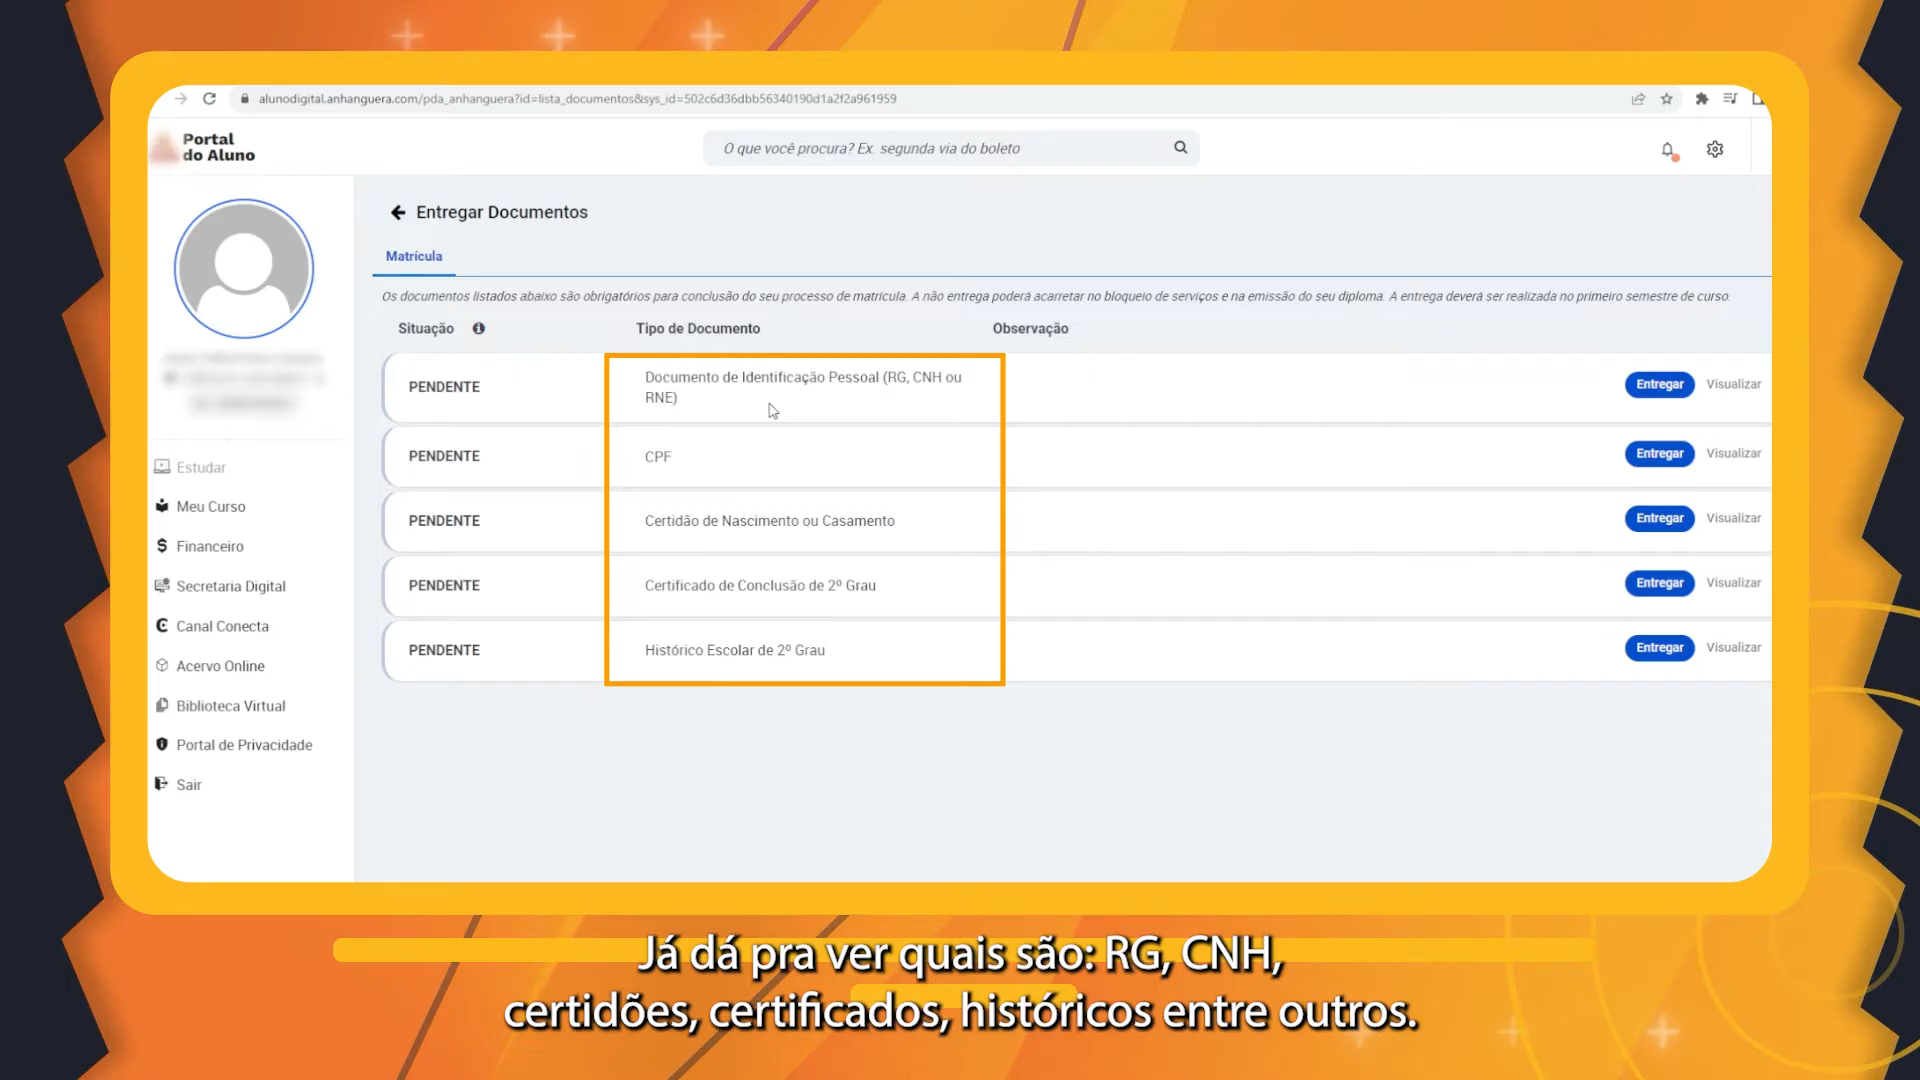 alunodigital.anhanguera.com/pda_anhanguera?id=lista_documentos&sys_id=502c6d36dbb56340190d1a2f2a961959
Portal
do Aluno
O que você procura? Ex. segunda via do boleto
Entregar Documentos
Matrícula
Os documentos listados abaixo são obrigatórios para conclusão do seu processo de matrícula. A não entrega poderá acarretar no bloqueio de serviços e na emissão do seu diploma. A entrega deverá ser realizada no primeiro semestre de curso.
Situação Tipo de Documento Observação
PENDENTE Documento de Identificação Pessoal (RG, CNH ou
RNE) Entregar Visualizar
PENDENTE CPF Entregar Visualizar
PENDENTE Certidão de Nascimento ou Casamento Entregar Visualizar
PENDENTE Certificado de Conclusão de 2º Grau Entregar Visualizar
PENDENTE Histórico Escolar de 2º Grau Entregar Visualizar
Estudar
Meu Curso
Financeiro
Secretaria Digital
Canal Conecta
Acervo Online
Biblioteca Virtual
Portal de Privacidade
Sair
Já dá pra ver quais são: RG, CNH,
certidões, certificados, históricos entre outros.